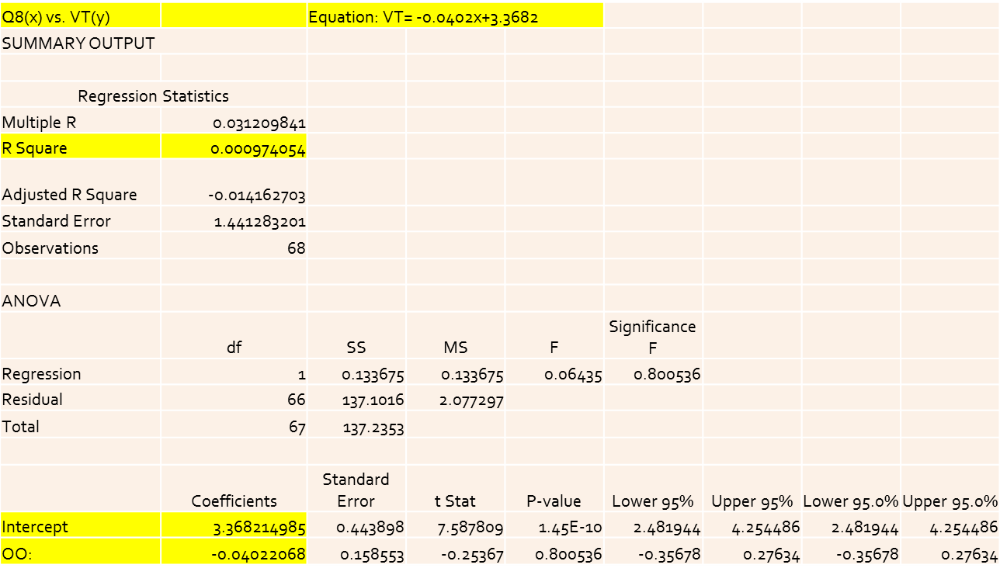 Q8(x) vs. VT(y) Equation: VT= -0.0402x+3.3682
SUMMARY OUTPUT
Regression Statistics
Multiple R 0.031209841
R Square 0.000974054
Adjusted R Square -0.014162703
Standard Error 1.441283201
Observations 68
ANOVA
df SS MS F Significance F
Regression 1 0.133675 0.133675 0.06435 0.800536
Residual 66 137.1016 2.077297
Total 67 137.2353
Coefficients Standard Error t Stat P-value Lower 95% Upper 95% Lower 95.0% Upper 95.0%
Intercept 3.368214985 0.443898 7.587809 1.45E-10 2.481944 4.254486 2.481944 4.254486
OO: -0.04022068 0.158553 -0.25367 0.800536 -0.35678 0.27634 -0.35678 0.27634